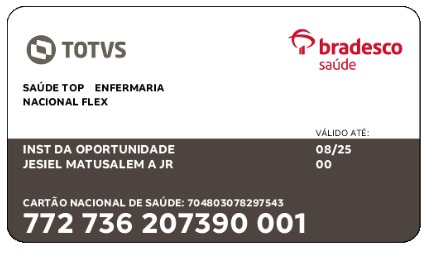 TOTVS
bradesco
saúde
SAÚDE TOP ENFERMARIA
NACIONAL FLEX
VÁLIDO ATÉ:
INST DA OPORTUNIDADE 08/25
JESIEL MATUSALEM A JR 00
CARTÃO NACIONAL DE SAÚDE: 704803078297543
772 736 207390 001